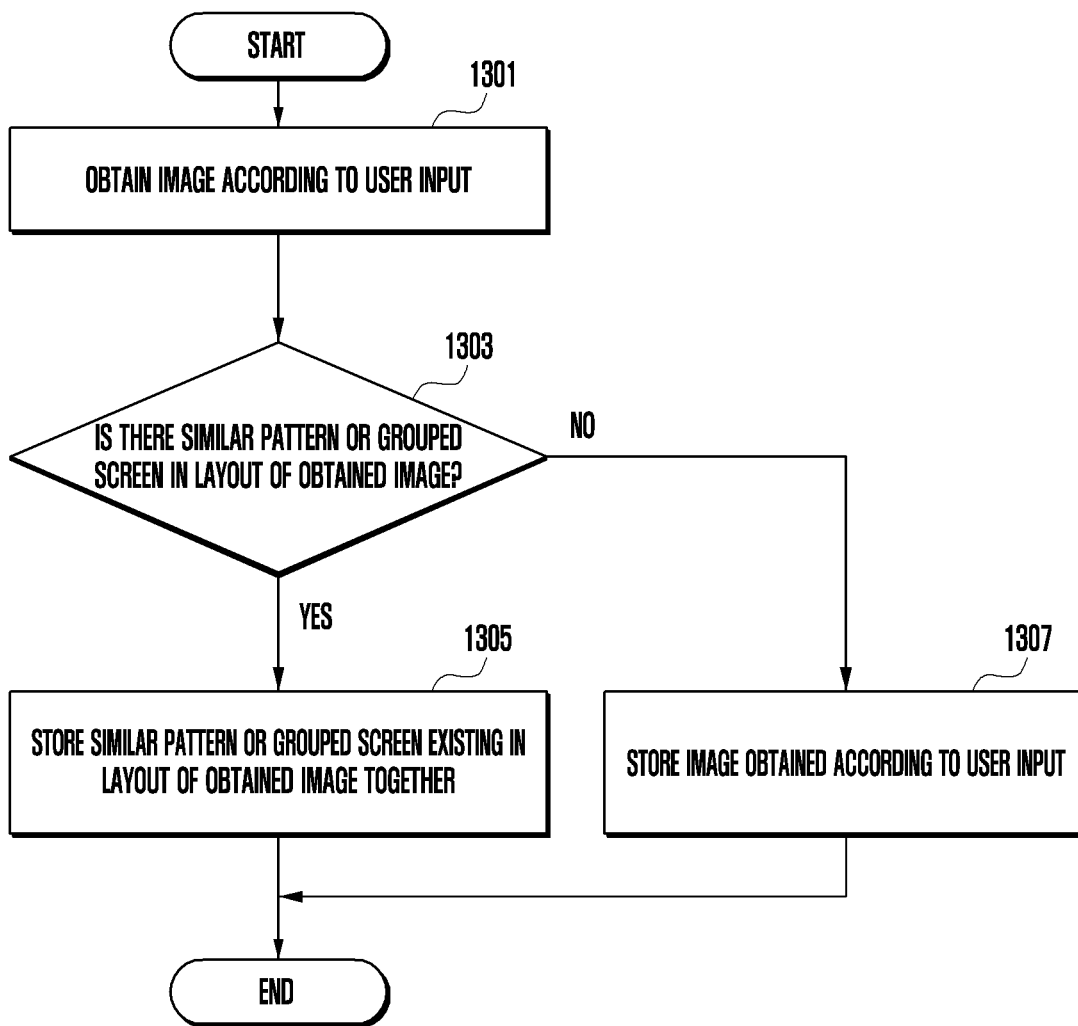 START
1301
OBTAIN IMAGE ACCORDING TO USER INPUT
1303
IS THERE SIMILAR PATTERN OR GROUPED
SCREEN IN LAYOUT OF OBTAINED IMAGE?
NO
YES
1305
STORE SIMILAR PATTERN OR GROUPED SCREEN EXISTING IN
LAYOUT OF OBTAINED IMAGE TOGETHER
1307
STORE IMAGE OBTAINED ACCORDING TO USER INPUT
END